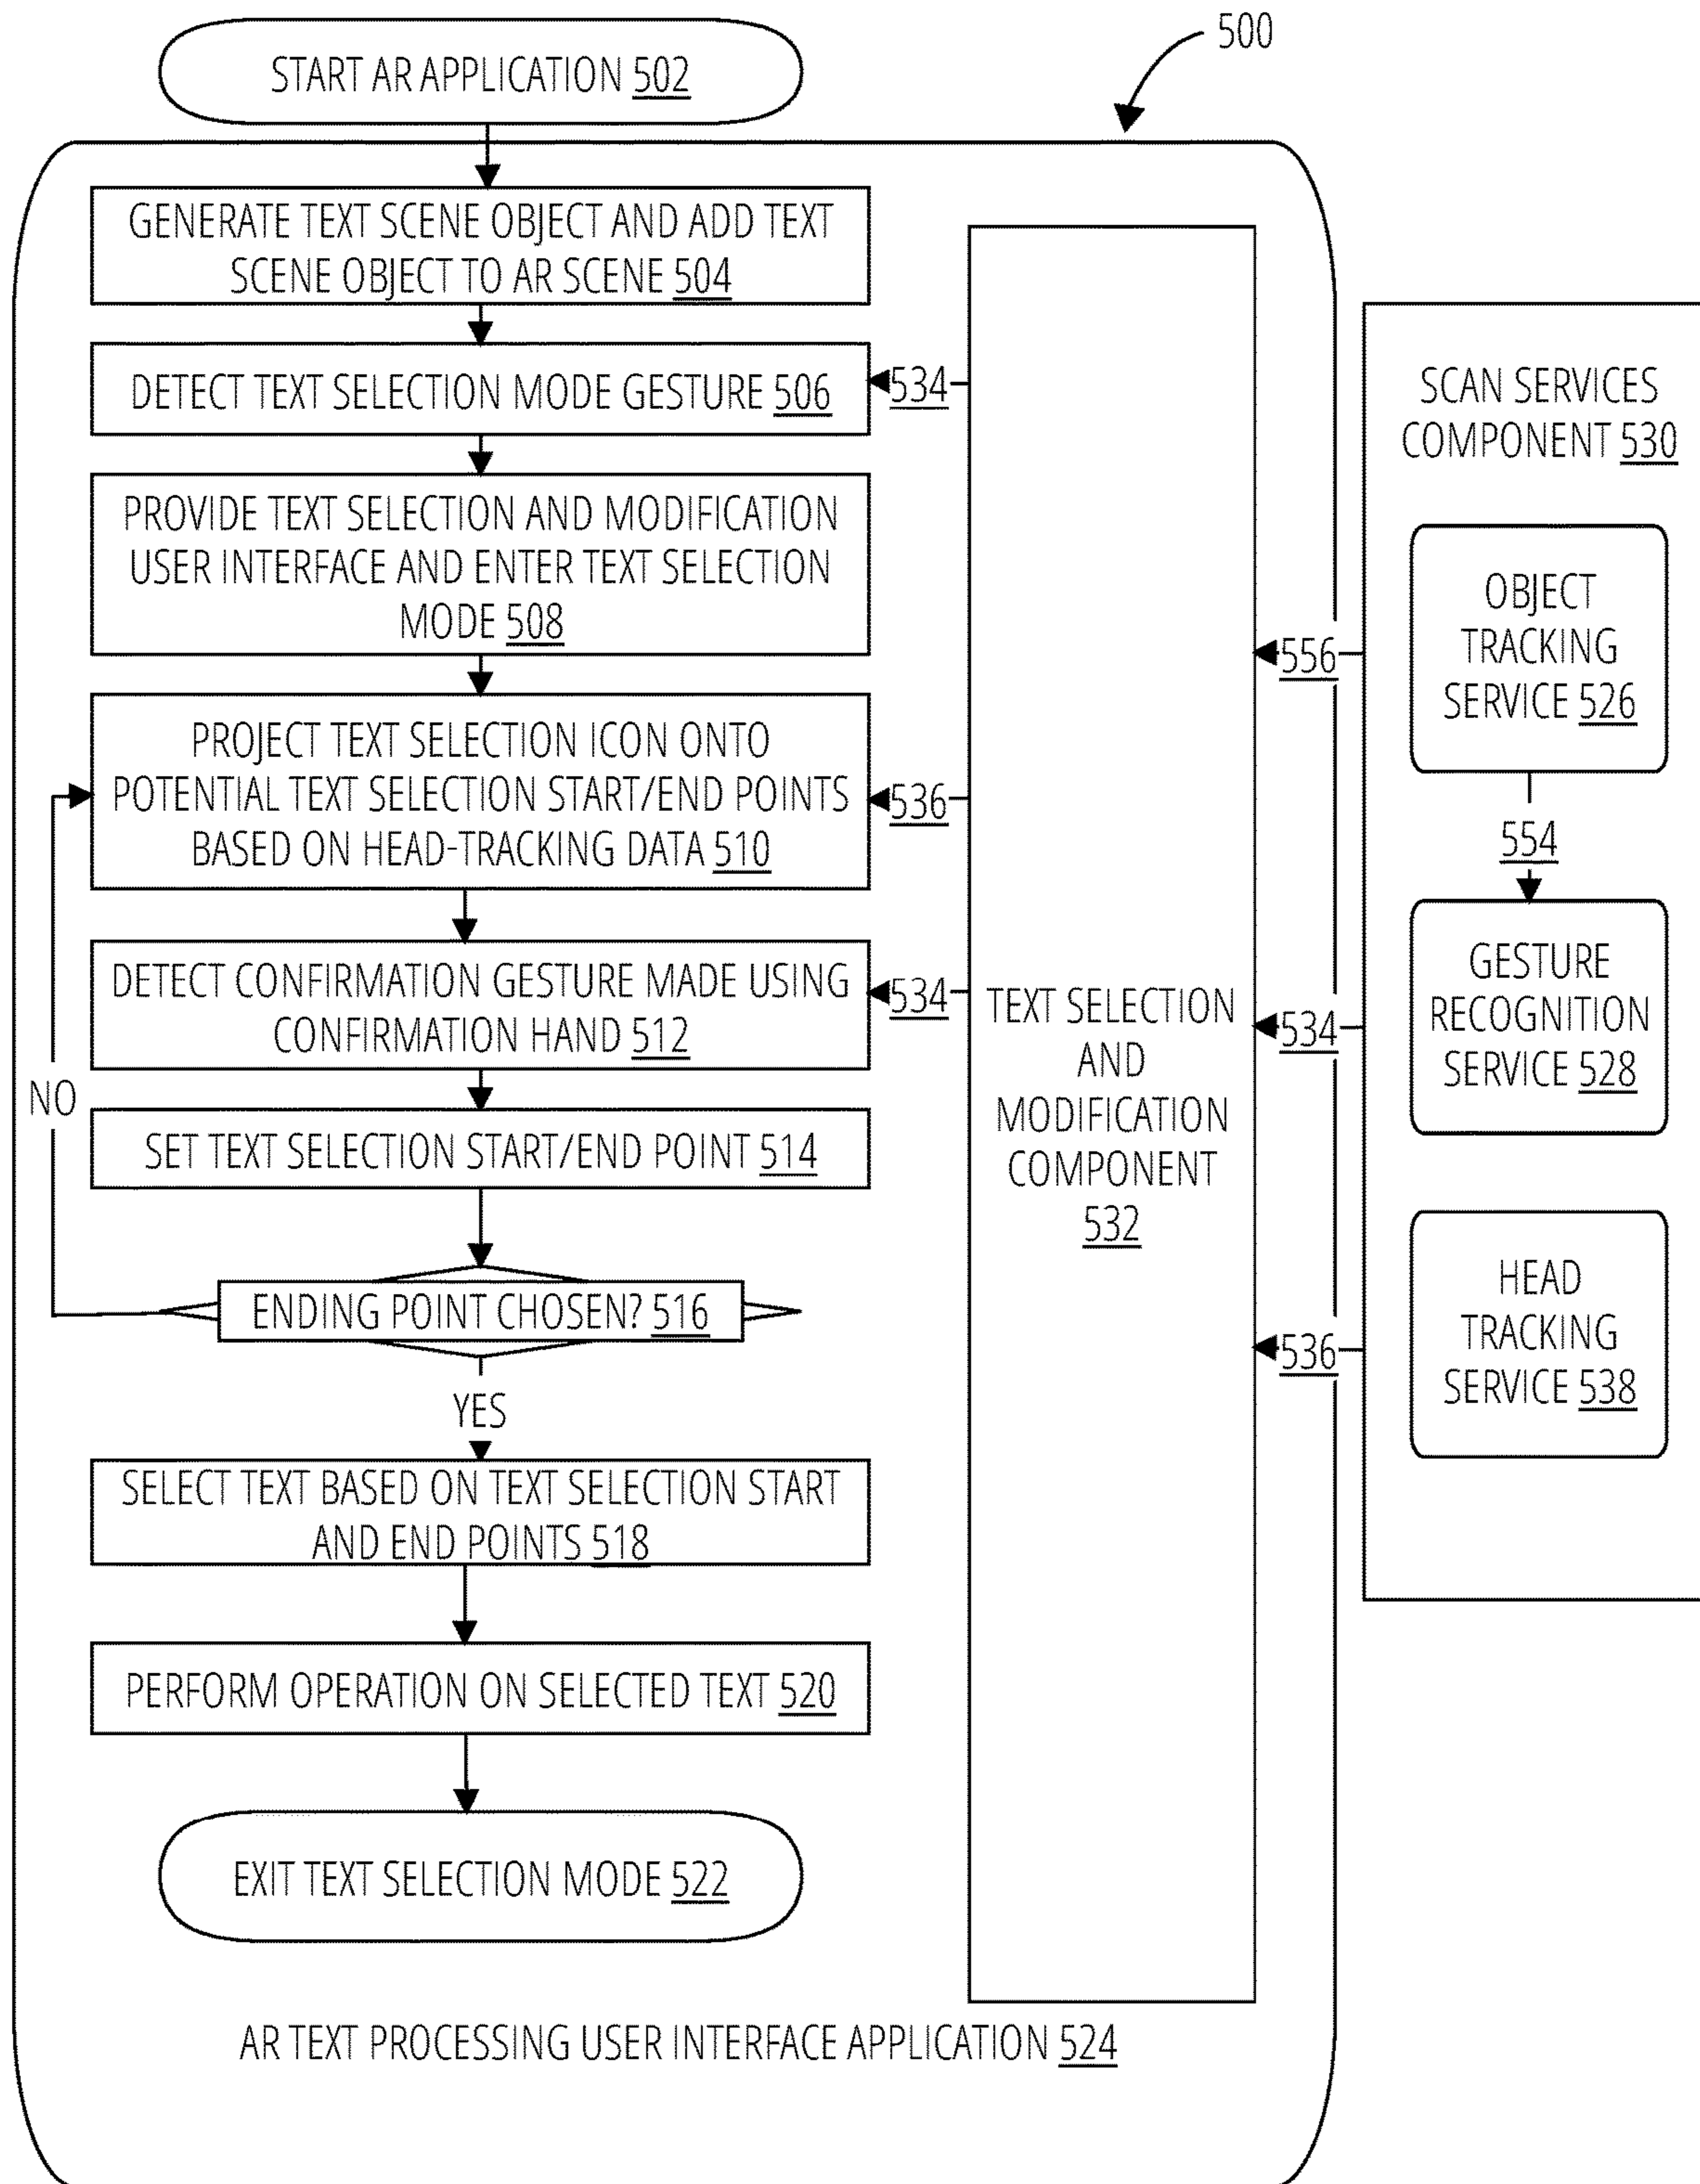 500
START AR APPLICATION 502
GENERATE TEXT SCENE OBJECT AND ADD TEXT
SCENE OBJECT TO AR SCENE 504
DETECT TEXT SELECTION MODE GESTURE 506
534
PROVIDE TEXT SELECTION AND MODIFICATION
USER INTERFACE AND ENTER TEXT SELECTION
MODE 508
PROJECT TEXT SELECTION ICON ONTO
POTENTIAL TEXT SELECTION START/END POINTS
BASED ON HEAD-TRACKING DATA 510
536
DETECT CONFIRMATION GESTURE MADE USING
CONFIRMATION HAND 512
534
NO
SET TEXT SELECTION START/END POINT 514
ENDING POINT CHOSEN? 516
YES
SELECT TEXT BASED ON TEXT SELECTION START
AND END POINTS 518
PERFORM OPERATION ON SELECTED TEXT 520
EXIT TEXT SELECTION MODE 522
AR TEXT PROCESSING USER INTERFACE APPLICATION 524
TEXT SELECTION
AND
MODIFICATION
COMPONENT
532
556
534
536
SCAN SERVICES
COMPONENT 530
OBJECT
TRACKING
SERVICE 526
554
GESTURE
RECOGNITION
SERVICE 528
HEAD
TRACKING
SERVICE 538